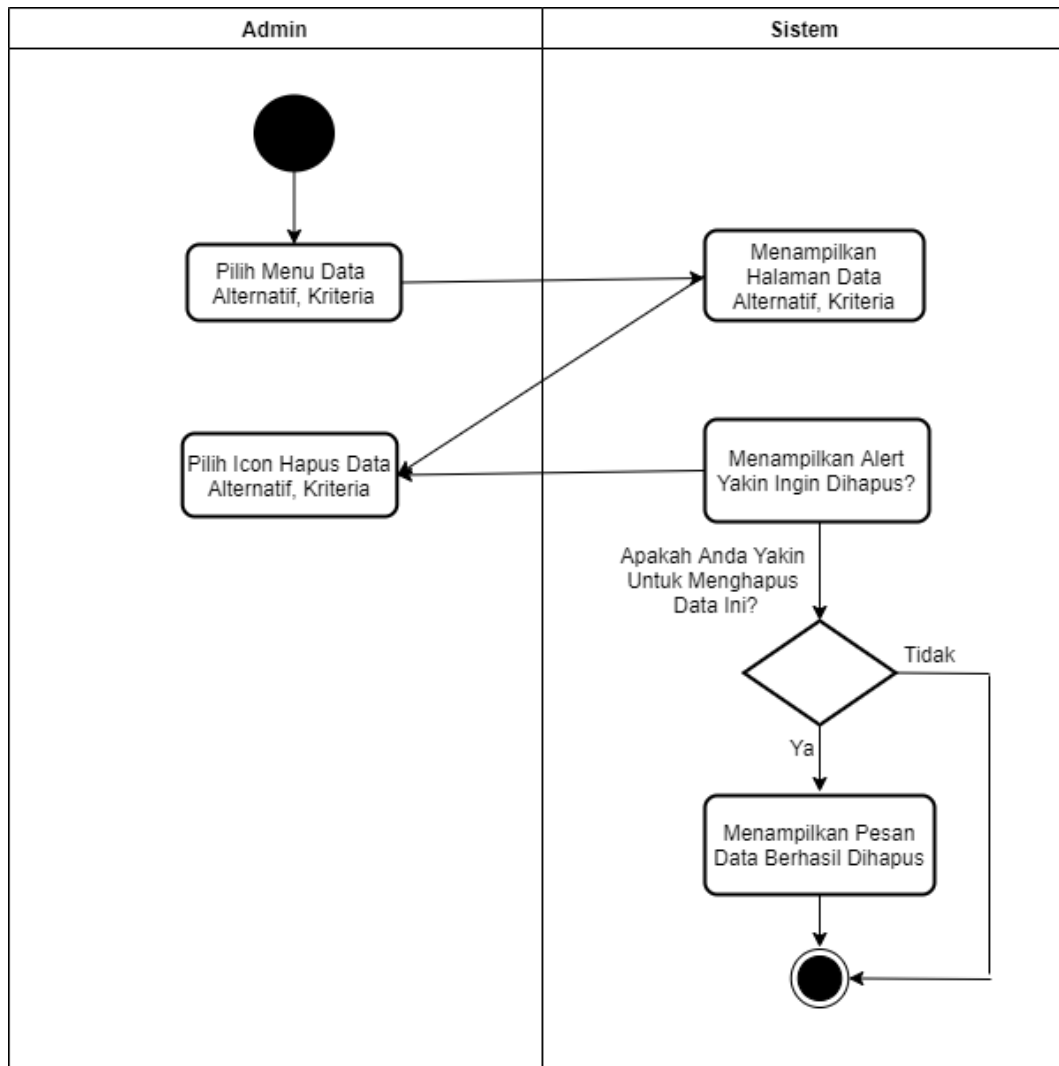 Admin
Sistem
Pilih Menu Data
Alternatif, Kriteria
Menampilkan
Halaman Data
Alternatif, Kriteria
Pilih Icon Hapus Data
Alternatif, Kriteria
Menampilkan Alert
Yakin Ingin Dihapus?
Apakah Anda Yakin
Untuk Menghapus
Data Ini?
Tidak
Ya
Menampilkan Pesan
Data Berhasil Dihapus